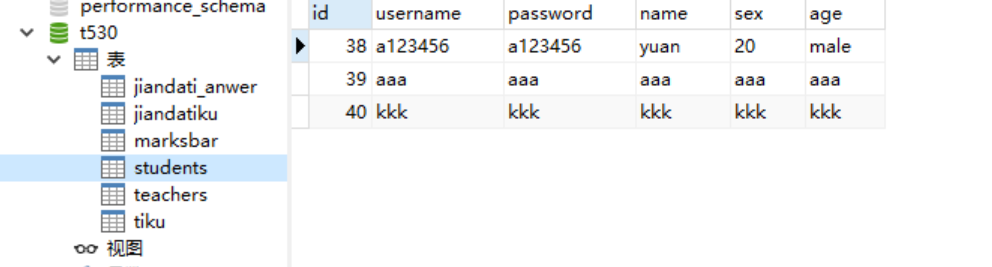 performance_schema
t530
表
jiandati_anwer
jiandatiku
marksbar
students
teachers
tiku
视图
id username password name sex age
38 a123456 a123456 yuan 20 male
39 aaa aaa aaa aaa aaa
40 kkk kkk kkk kkk kkk